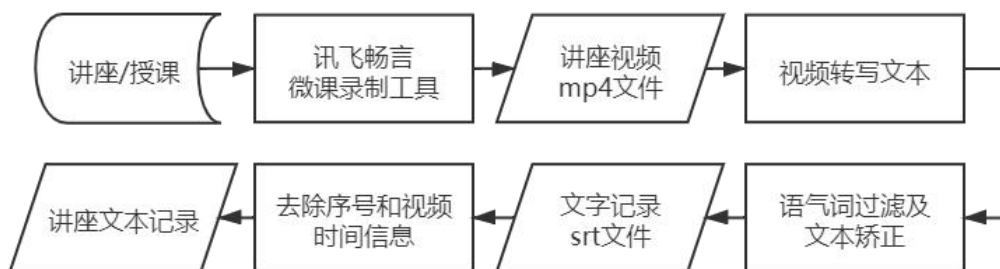 讲座/授课
讯飞畅言
微课录制工具
讲座视频
mp4文件
视频转写文本
语气词过滤及
文本矫正
文字记录
srt文件
去除序号和视频
时间信息
讲座文本记录